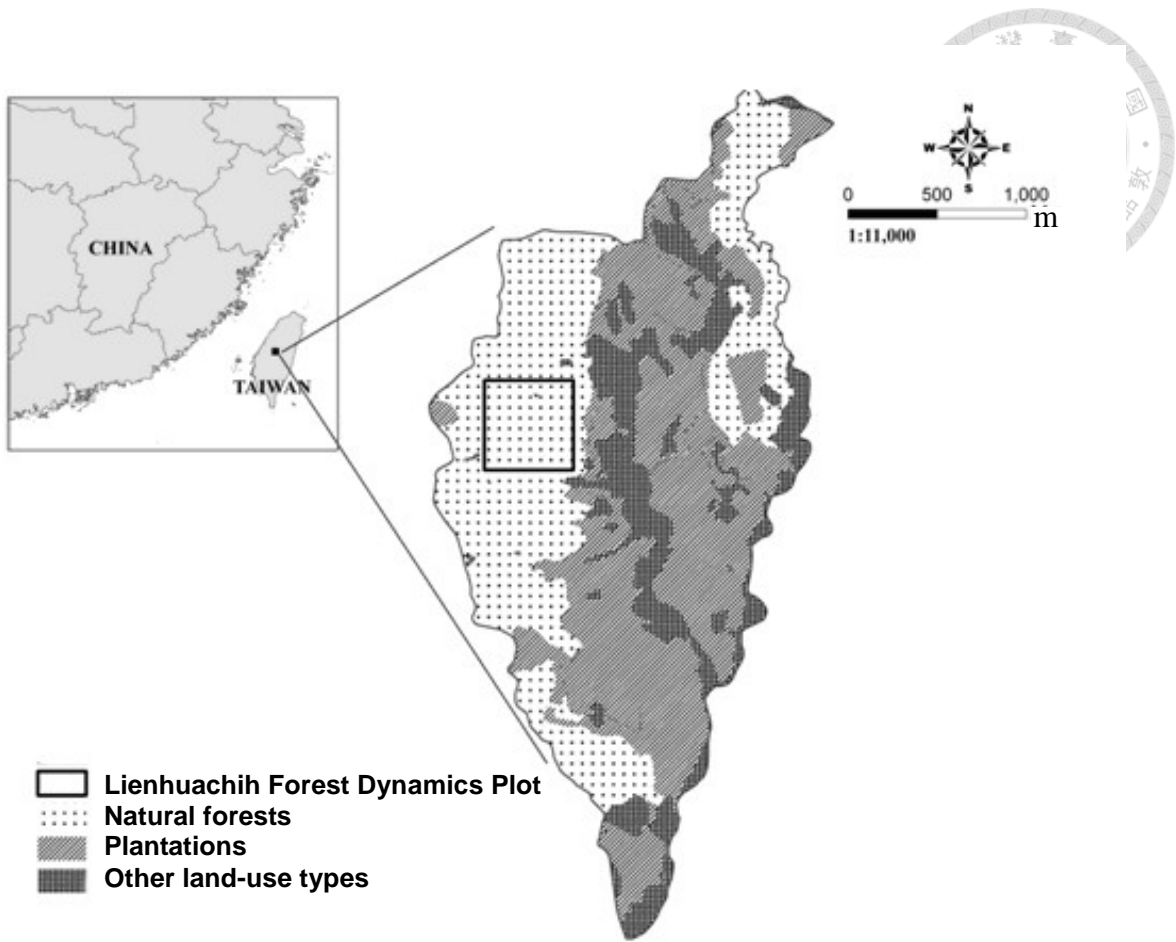 CHINA
TAIWAN
N
W E
S
0 500 1,000
m
1:11,000
Lienhuachih Forest Dynamics Plot
Natural forests
Plantations
Other land-use types
國